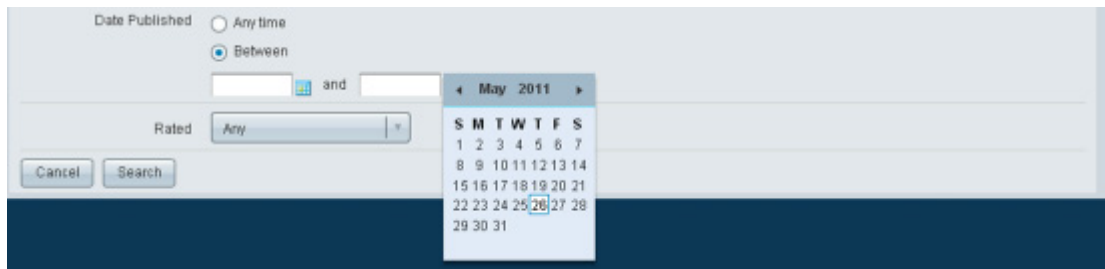 Date Published
Any time
Between
and
May 2011
S M T W T F S
1 2 3 4 5 6 7
8 9 10 11 12 13 14
15 16 17 18 19 20 21
22 23 24 25 26 27 28
29 30 31
Rated
Any
Cancel
Search